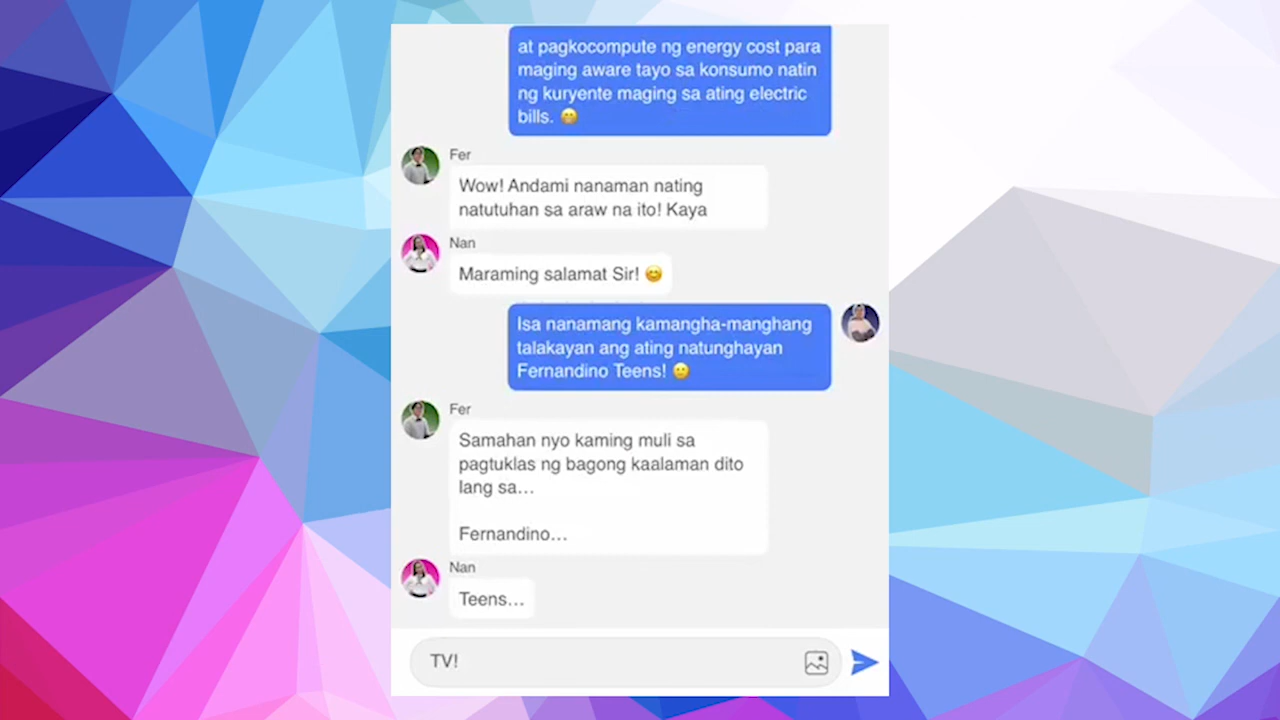 at pagkocompute ng energy cost para
maging aware tayo sa konsumo natin
ng kuryente maging sa ating electric
bills. 🤭
Fer
Wow! Andami nanaman nating
natutuhan sa araw na ito! Kaya
Nan
Maraming salamat Sir! 😊
Isa nanamang kamangha-manghang
talakayan ang ating natunghayan
Fernandino Teens! 🙂
Fer
Samahan nyo kaming muli sa
pagtuklas ng bagong kaalaman dito
lang sa...
Fernandino...
Nan
Teens...
TV!